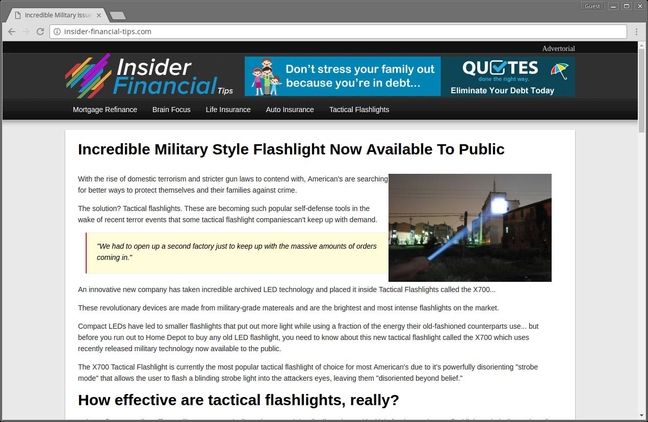 Guest
Incredible Military Issue
insider-financial-tips.com
Advertorial
Insider
Financial Tips
Don't stress your family out
because you're in debt...
QUOTES
done the right way.
Eliminate Your Debt Today
Mortgage Refinance Brain Focus Life Insurance Auto Insurance Tactical Flashlights
Incredible Military Style Flashlight Now Available To Public
With the rise of domestic terrorism and stricter gun laws to contend with, American's are searching
for better ways to protect themselves and their families against crime.
The solution? Tactical flashlights. These are becoming such popular self-defense tools in the
wake of recent terror events that some tactical flashlight companiescan't keep up with demand.
"We had to open up a second factory just to keep up with the massive amounts of orders
coming in."
An innovative new company has taken incredible archived LED technology and placed it inside Tactical Flashlights called the X700...
These revolutionary devices are made from military-grade matereals and are the brightest and most intense flashlights on the market.
Compact LEDs have led to smaller flashlights that put out more light while using a fraction of the energy their old-fashioned counterparts use... but
before you run out to Home Depot to buy any old LED flashlight, you need to know about this new tactical flashlight called the X700 which uses
recently released military technology now available to the public.
The X700 Tactical Flashlight is currently the most popular tactical flashlight of choice for most American's due to it's powerfully disorienting "strobe
mode" that allows the user to flash a blinding strobe light into the attackers eyes, leaving them "disoriented beyond belief."
How effective are tactical flashlights, really?